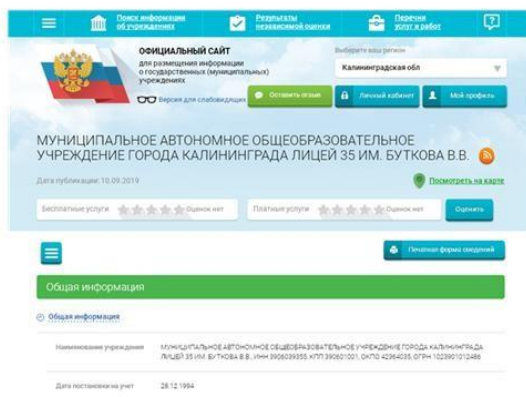 Поиск информации об учреждениях
Результаты независимой оценки
Перечни услуг и работ
ОФИЦИАЛЬНЫЙ САЙТ
для размещения информации
о государственных (муниципальных)
учреждениях
Версия для слабовидящих
Выберите ваш регион
Калининградская обл
Оставить отзыв
Личный кабинет
Мой профиль
МУНИЦИПАЛЬНОЕ АВТОНОМНОЕ ОБЩЕОБРАЗОВАТЕЛЬНОЕ
УЧРЕЖДЕНИЕ ГОРОДА КАЛИНИНГРАДА ЛИЦЕЙ 35 ИМ. БУТКОВА В.В.
Дата публикации: 10.09.2019
Посмотреть на карте
Бесплатные услуги Оценок нет
Платные услуги Оценок нет
Оценить
Печатная форма сведений
Общая информация
Общая информация
Наименование учреждения
МУНИЦИПАЛЬНОЕ АВТОНОМНОЕ ОБЩЕОБРАЗОВАТЕЛЬНОЕ УЧРЕЖДЕНИЕ ГОРОДА КАЛИНИНГРАДА
ЛИЦЕЙ 35 ИМ. БУТКОВА В.В., ИНН 3906039355, КПП 390601001, ОКПО 42364035, ОГРН 1023901012466
Дата постановки на учет 28.12.1994